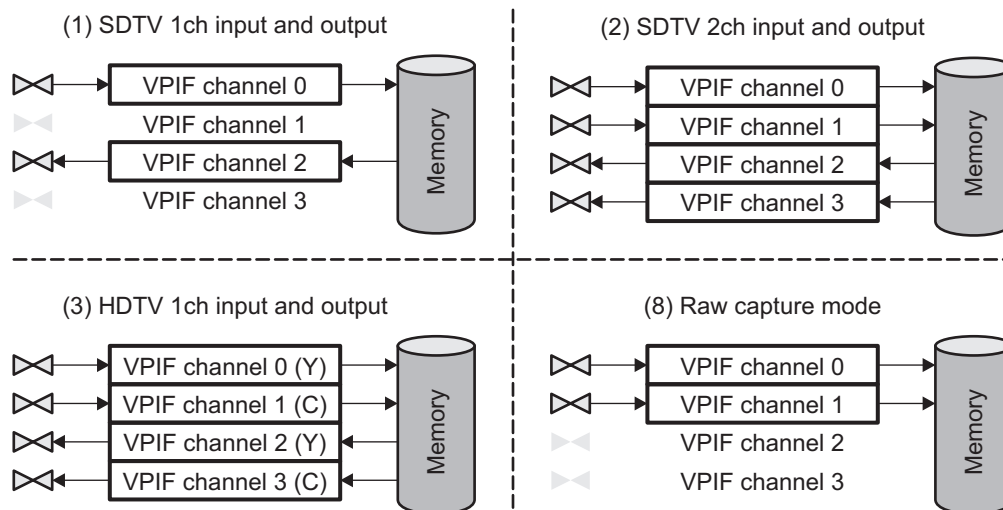 (1) SDTV 1ch input and output
VPIF channel 0
VPIF channel 1
VPIF channel 2
VPIF channel 3
Memory
(2) SDTV 2ch input and output
VPIF channel 0
VPIF channel 1
VPIF channel 2
VPIF channel 3
Memory
(3) HDTV 1ch input and output
VPIF channel 0 (Y)
VPIF channel 1 (C)
VPIF channel 2 (Y)
VPIF channel 3 (C)
Memory
(8) Raw capture mode
VPIF channel 0
VPIF channel 1
VPIF channel 2
VPIF channel 3
Memory